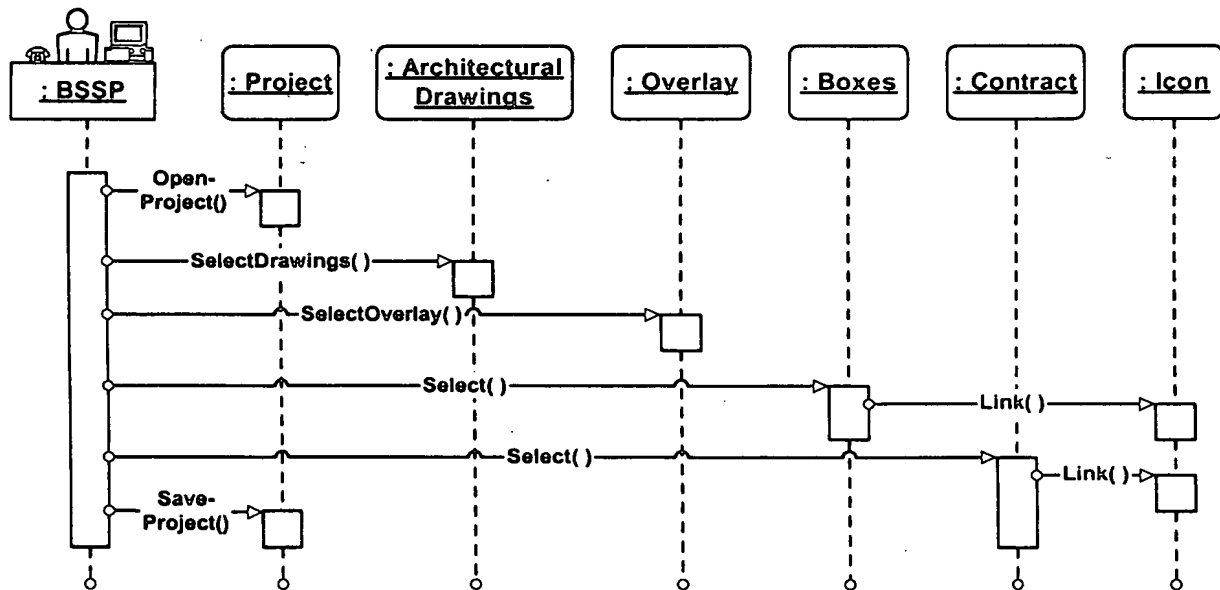 : BSSP
: Project
: Architectural
Drawings
: Overlay
: Boxes
: Contract
: Icon
Open-
Project()
SelectDrawings( )
SelectOverlay( )
Select( )
Link( )
Select( )
Link( )
Save-
Project()